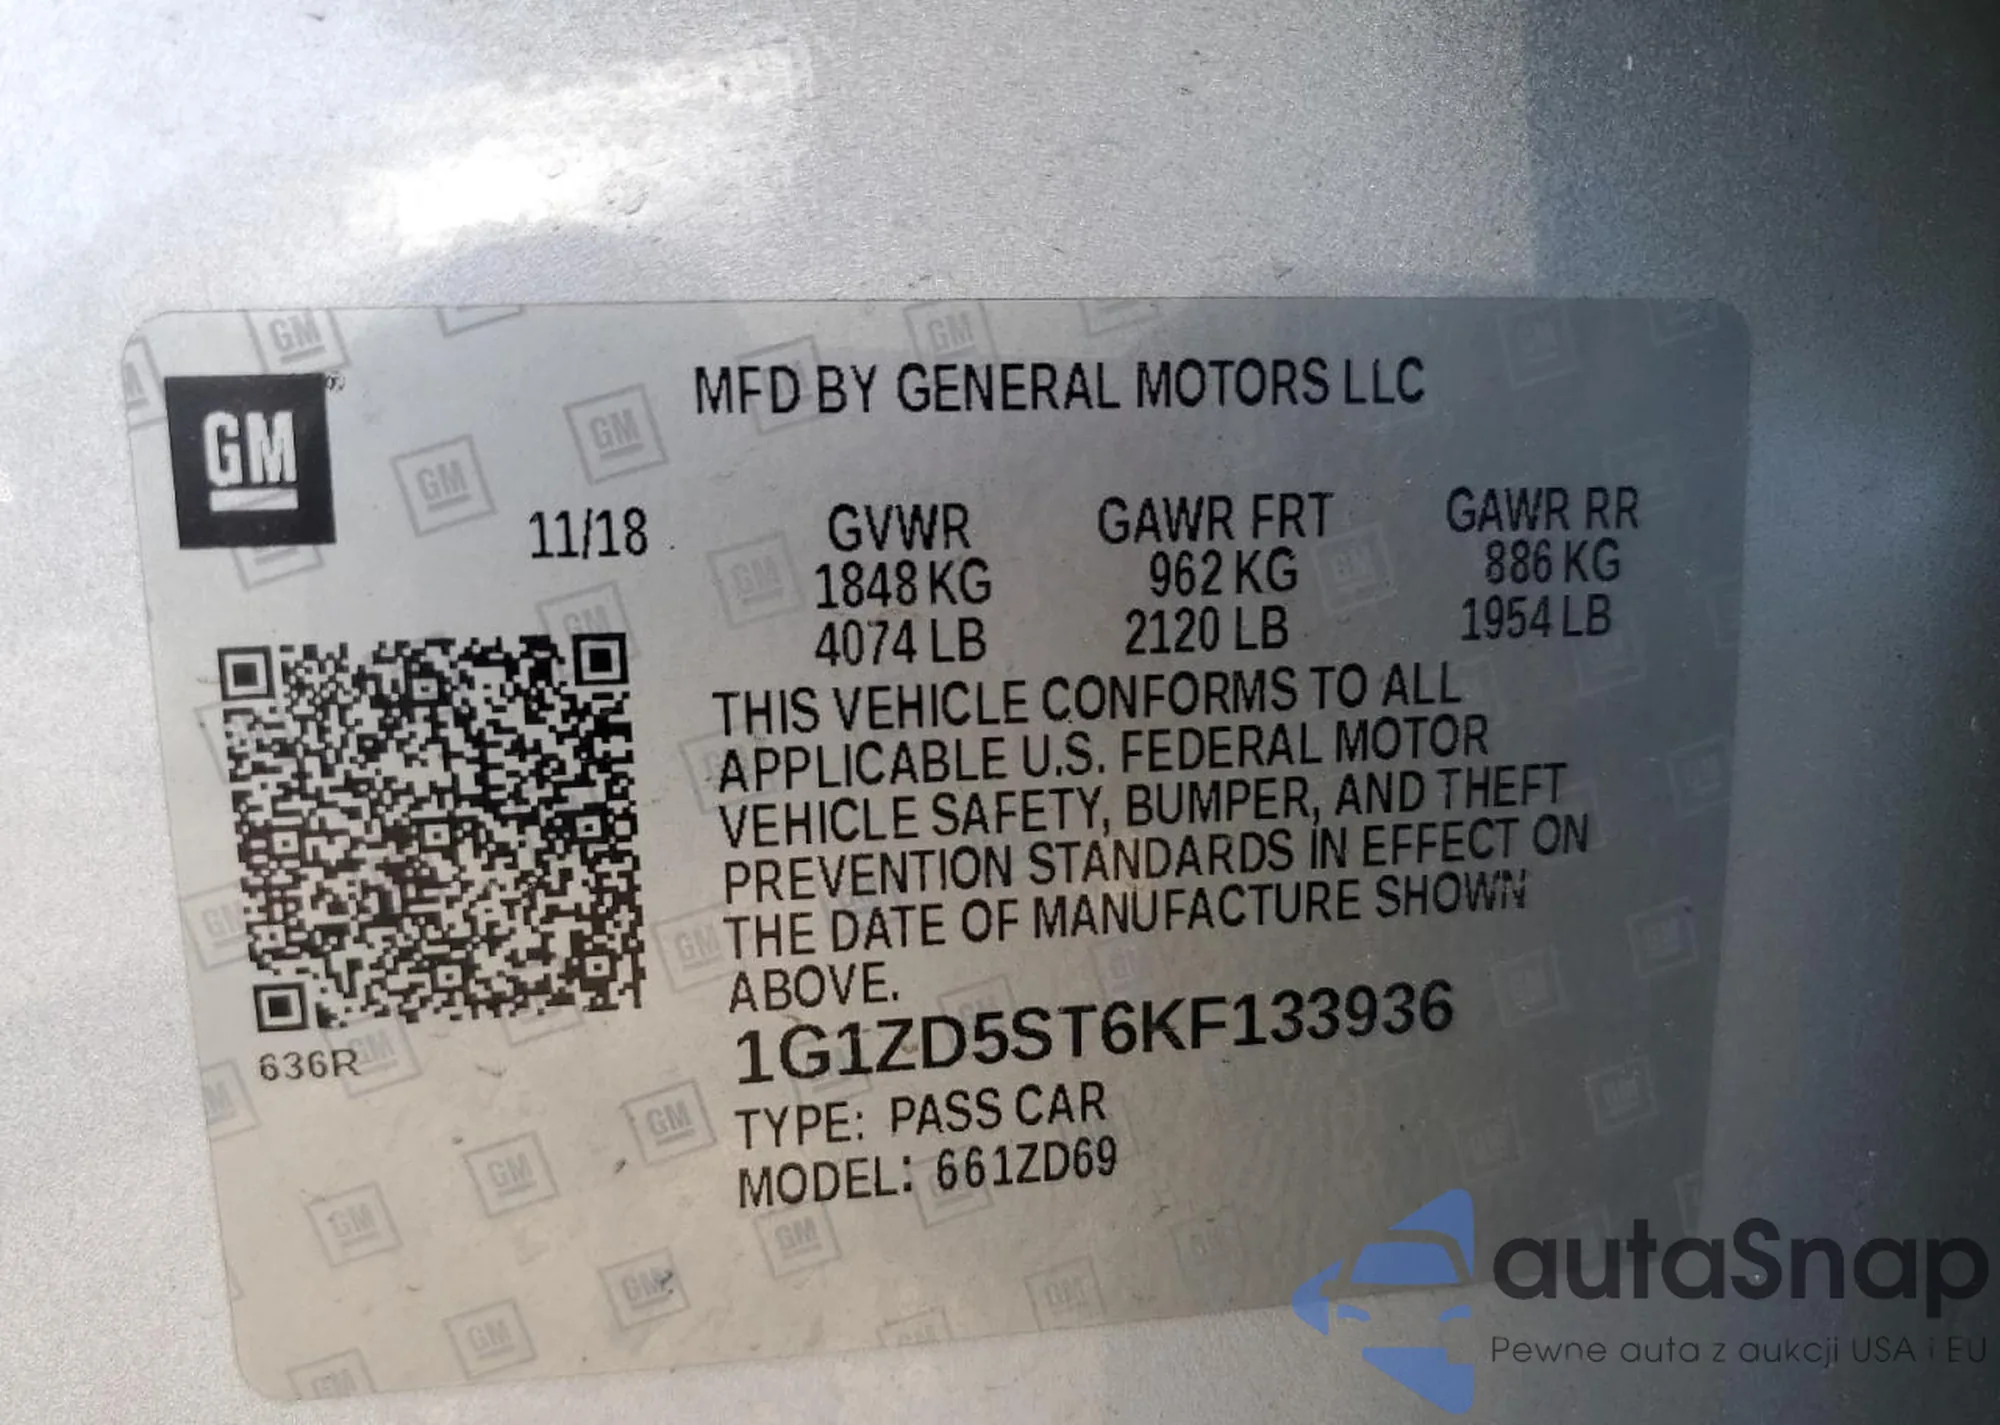 GM
MFD BY GENERAL MOTORS LLC
11/18
GVWR GAWR FRT GAWR RR
1848 KG 962 KG 886 KG
4074 LB 2120 LB 1954 LB
THIS VEHICLE CONFORMS TO ALL
APPLICABLE U.S. FEDERAL MOTOR
VEHICLE SAFETY, BUMPER, AND THEFT
PREVENTION STANDARDS IN EFFECT ON
THE DATE OF MANUFACTURE SHOWN
ABOVE.
1G1ZD5ST6KF133936
636R
TYPE: PASS CAR
MODEL: 661ZD69
autaSnap
Pewne auta z aukcji USA i EU